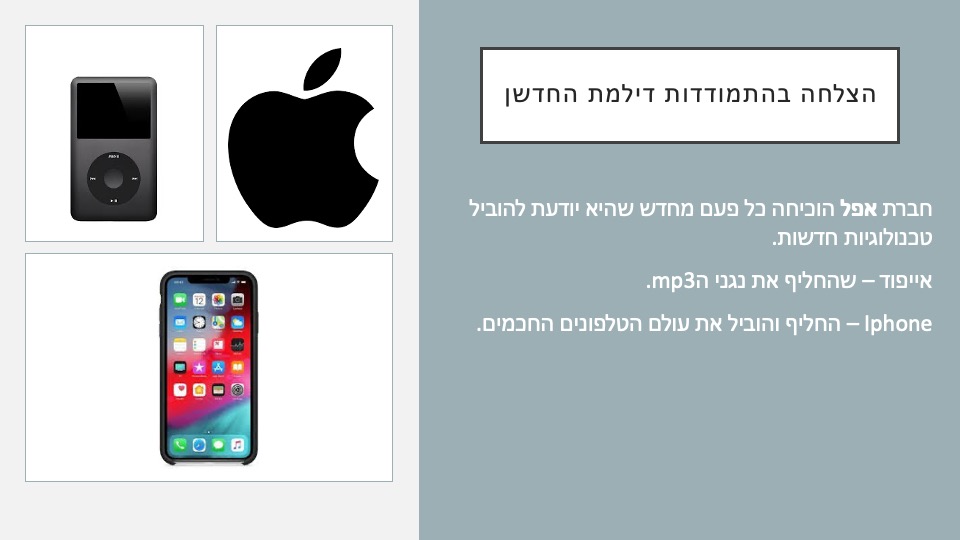 הצלחה בהתמודדות דילמת החדשן
חברת אפל הוכיחה כל פעם מחדש שהיא יודעת להוביל
טכנולוגיות חדשות.
אייפוד – שהחליף את נגני הmp3.
Iphone – החליף והוביל את עולם הטלפונים החכמים.